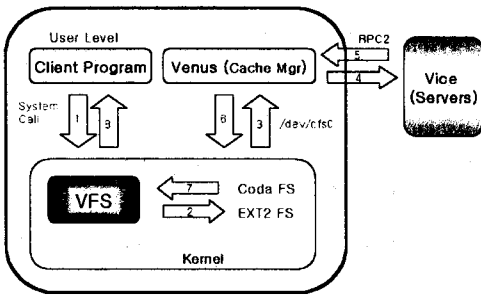 User Level
RPC2
Client Program
Venus (Cache Mgr)
5
4
Vice
(Servers)
System
Call
1
8
6
3
/dev/cfs0
VFS
7
Coda FS
2
EXT2 FS
Kernel